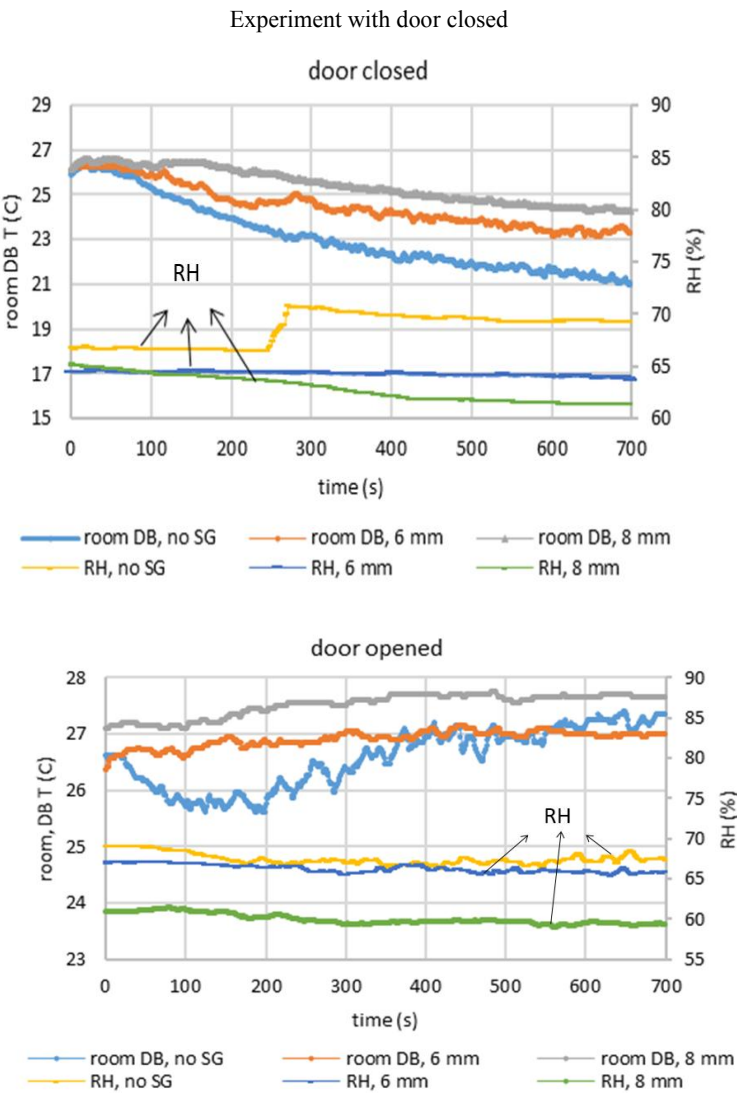 Experiment with door closed
door closed
29 90
27 85
25 80
23 75
21 70
19 65
17 60
15
room DB T (C)
RH (%)
RH
0 100 200 300 400 500 600 700
time (s)
room DB, no SG room DB, 6 mm room DB, 8 mm
RH, no SG RH, 6 mm RH, 8 mm
door opened
28 90
27 85
26 80
25 75
24 70
23 65
60
55
room, DB T (C)
RH (%)
RH
0 100 200 300 400 500 600 700
time (s)
room DB, no SG room DB, 6 mm room DB, 8 mm
RH, no SG RH, 6 mm RH, 8 mm